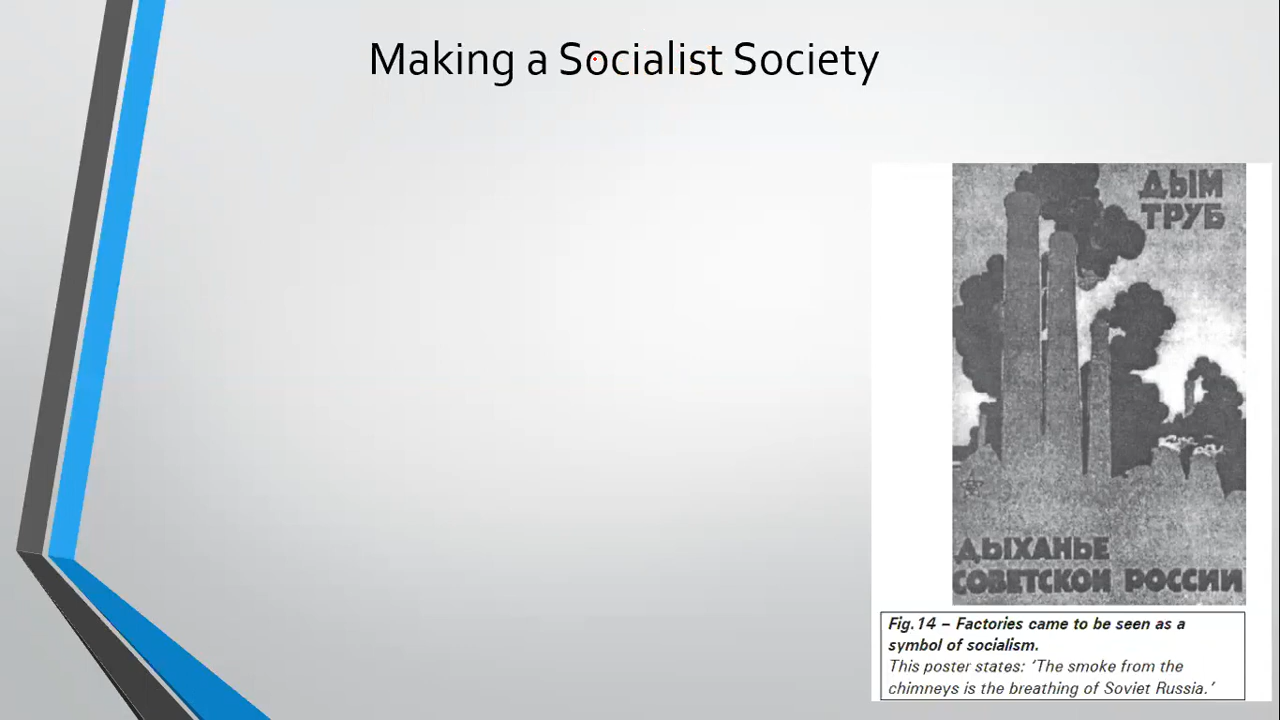 Making a Socialist Society
ДЫМ
ТРУБ
ДЫХАНЬЕ
СОВЕТСКОЙ РОССИИ
Fig.14 – Factories came to be seen as a
symbol of socialism.
This poster states: ‘The smoke from the
chimneys is the breathing of Soviet Russia.’